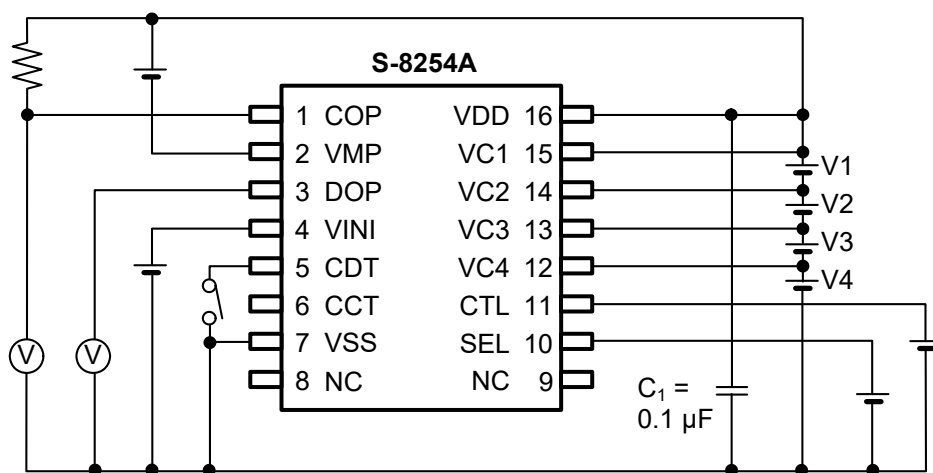 S-8254A
1 COP
2 VMP
3 DOP
4 VINI
5 CDT
6 CCT
7 VSS
8 NC
VDD 16
VC1 15
VC2 14
VC3 13
VC4 12
CTL 11
SEL 10
NC 9
V1
V2
V3
V4
V
V
C₁ =
0.1 µF